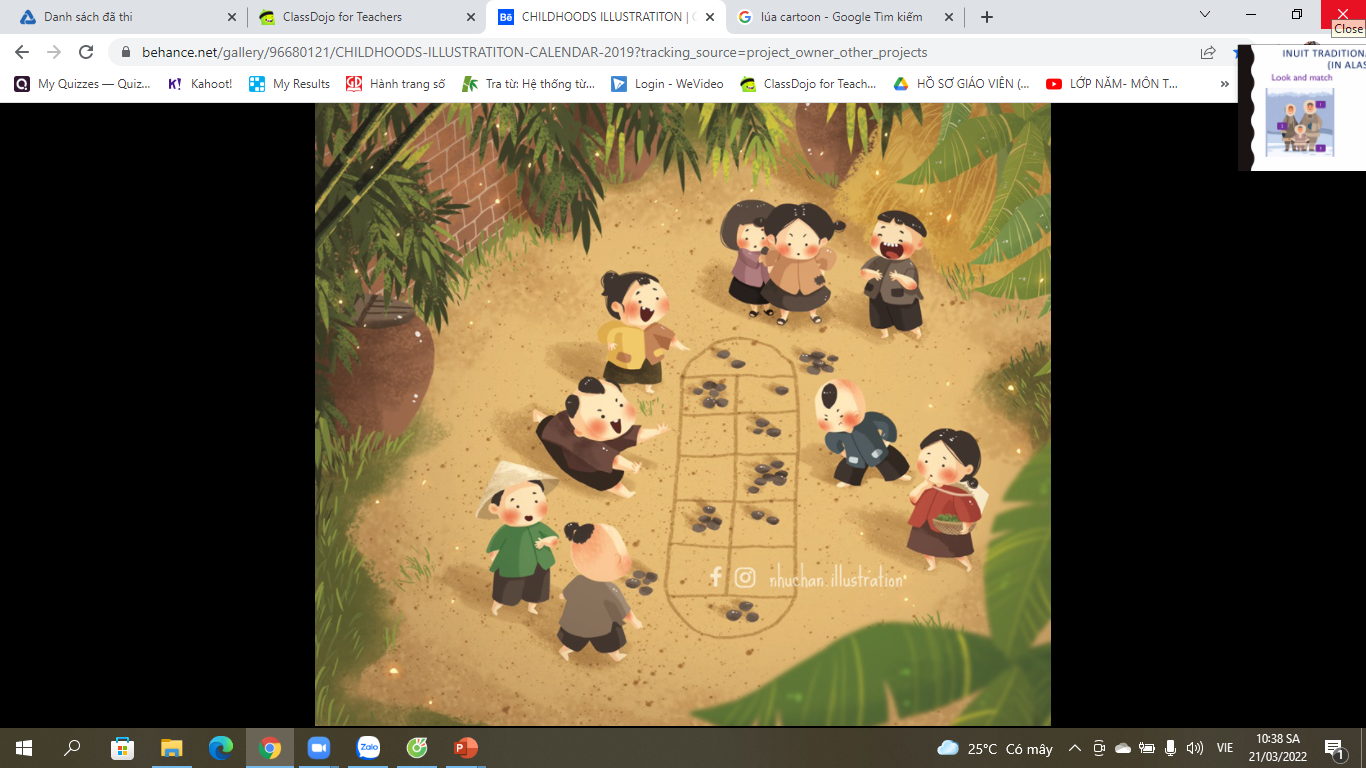 Danh sách đã thi
ClassDojo for Teachers
Bē CHILDHOODS ILLUSTRATITON |
lúa cartoon - Google Tìm kiếm
Close
behance.net/gallery/96680121/CHILDHOODS-ILLUSTRATITON-CALENDAR-2019?tracking_source=project_owner_other_projects
My Quizzes — Quiz...
K! Kahoot!
My Results
Hành trang số
Tra từ: Hệ thống từ...
Login - WeVideo
ClassDojo for Teach...
HỒ SƠ GIÁO VIÊN (...
LỚP NĂM- MÔN T...
»
INUIT TRADITIONA
(IN ALAS
Look and match
nhuchan.illustration
Zalo
25°C Có mây
VIE
10:38 SA
21/03/2022
1